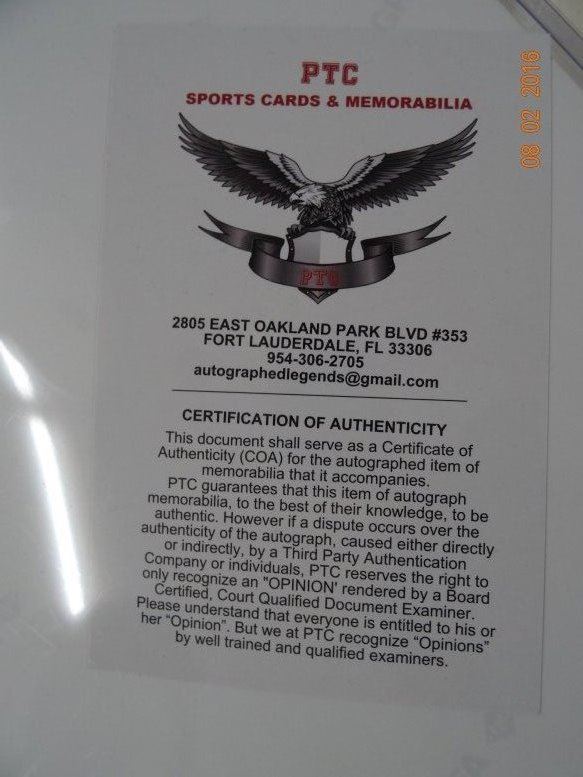 PTC
SPORTS CARDS & MEMORABILIA
08 02 2016
PTC
2805 EAST OAKLAND PARK BLVD #353
FORT LAUDERDALE, FL 33306
954-306-2705
autographedlegends@gmail.com
CERTIFICATION OF AUTHENTICITY
This document shall serve as a Certificate of
Authenticity (COA) for the autographed item of
memorabilia that it accompanies.
PTC guarantees that this item of autograph
memorabilia, to the best of their knowledge, to be
authentic. However if a dispute occurs over the
authenticity of the autograph, caused either directly
or indirectly, by a Third Party Authentication
Company or individuals, PTC reserves the right to
only recognize an "OPINION' rendered by a Board
Certified, Court Qualified Document Examiner.
Please understand that everyone is entitled to his or
her “Opinion”. But we at PTC recognize “Opinions”
by well trained and qualified examiners.